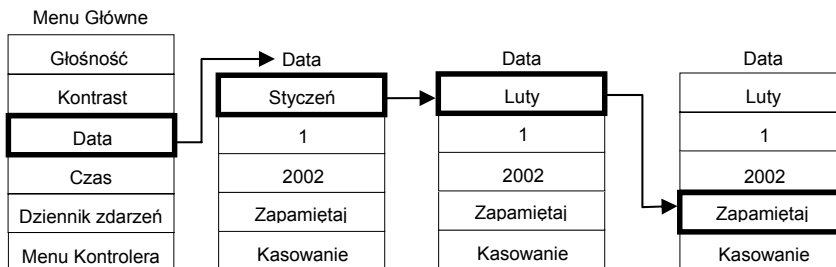 Menu Główne
Głośność
Kontrast
Data
Czas
Dziennik zdarzeń
Menu Kontrolera
Data
Styczeń
1
2002
Zapamiętaj
Kasowanie
Data
Luty
1
2002
Zapamiętaj
Kasowanie
Data
Luty
1
2002
Zapamiętaj
Kasowanie